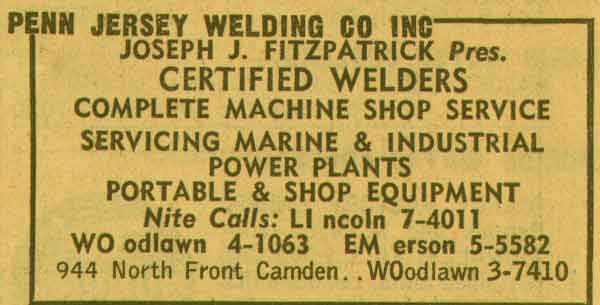 PENN JERSEY WELDING CO INC
JOSEPH J. FITZPATRICK Pres.
CERTIFIED WELDERS
COMPLETE MACHINE SHOP SERVICE
SERVICING MARINE & INDUSTRIAL
POWER PLANTS
PORTABLE & SHOP EQUIPMENT
Nite Calls: LI ncoln 7-4011
WO odlawn 4-1063 EM erson 5-5582
944 North Front Camden. . WOodlawn 3-7410